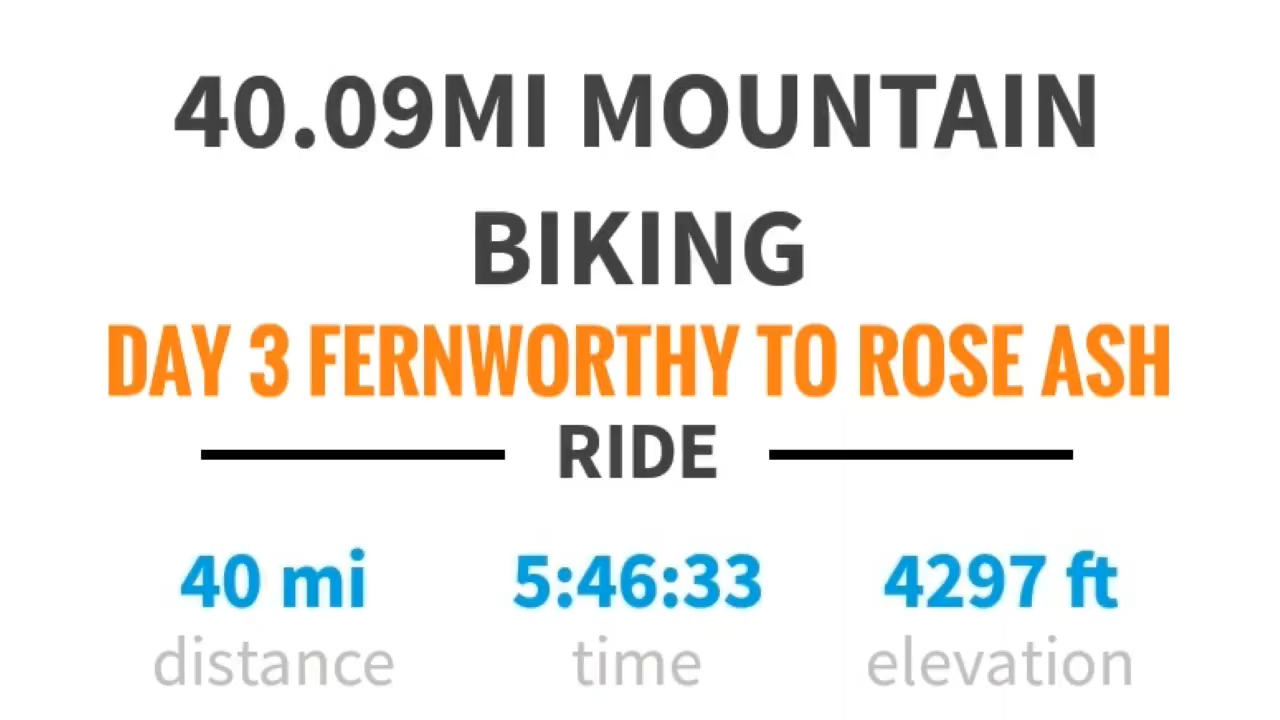 40.09MI MOUNTAIN
BIKING
DAY 3 FERNWORTHY TO ROSE ASH
RIDE
40 mi 5:46:33 4297 ft
distance time elevation